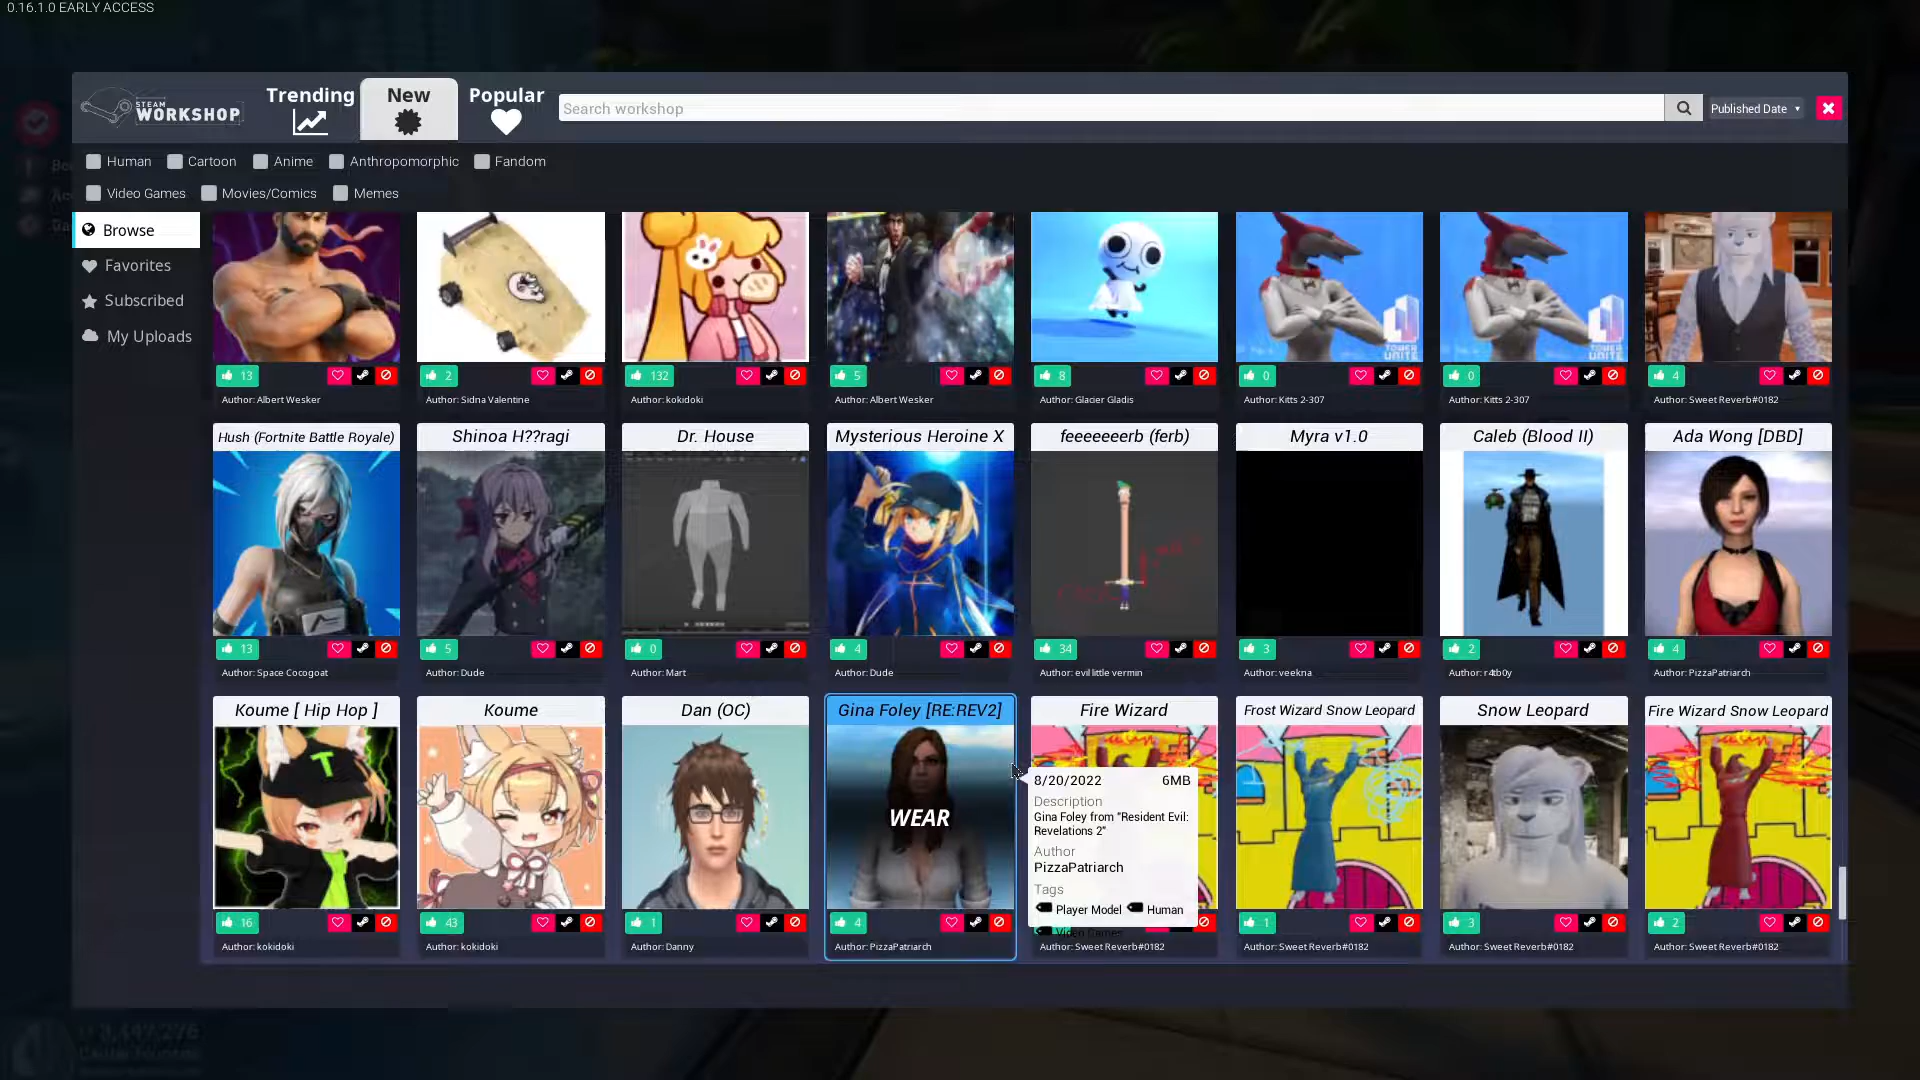 0.16.1.0 EARLY ACCESS
STEAM
WORKSHOP
Trending
New
Popular
Search workshop
Published Date
Human
Cartoon
Anime
Anthropomorphic
Fandom
Video Games
Movies/Comics
Memes
Browse
Favorites
Subscribed
My Uploads
TOWER
UNITE
TOWER
UNITE
13
2
132
5
8
0
0
4
Author: Albert Wesker
Author: Sidna Valentine
Author: kokidoki
Author: Albert Wesker
Author: Glacier Gladis
Author: Kitts 2-307
Author: Kitts 2-307
Author: Sweet Reverb#0182
Hush (Fortnite Battle Royale)
Shinoa H??ragi
Dr. House
Mysterious Heroine X
feeeeeeerb (ferb)
Myra v1.0
Caleb (Blood II)
Ada Wong [DBD]
13
5
0
4
34
3
2
4
Author: Space Cocogoat
Author: Dude
Author: Mart
Author: Dude
Author: evil little vermin
Author: veekna
Author: r4tb0y
Author: PizzaPatriarch
Koume [ Hip Hop ]
Koume
Dan (OC)
Gina Foley [RE:REV2]
Fire Wizard
Frost Wizard Snow Leopard
Snow Leopard
Fire Wizard Snow Leopard
T
WEAR
8/20/2022
6MB
Description
Gina Foley from "Resident Evil:
Revelations 2"
Author
PizzaPatriarch
Tags
Player Model
Human
Video Games
16
43
1
4
1
3
2
Author: kokidoki
Author: kokidoki
Author: Danny
Author: PizzaPatriarch
Author: Sweet Reverb#0182
Author: Sweet Reverb#0182
Author: Sweet Reverb#0182
Author: Sweet Reverb#0182